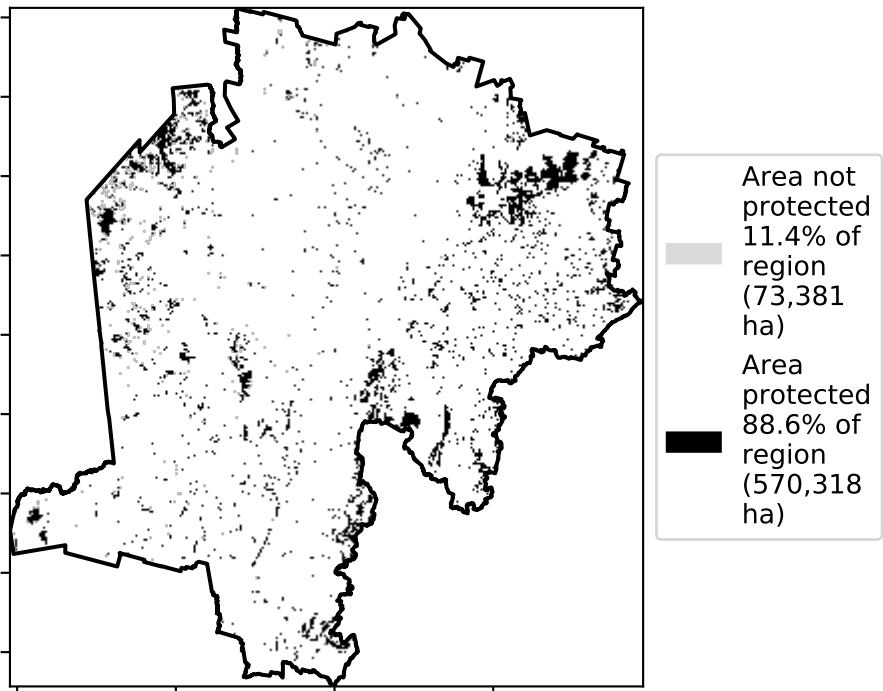 Area not
protected
11.4% of
region
(73,381
ha)
Area
protected
88.6% of
region
(570,318
ha)